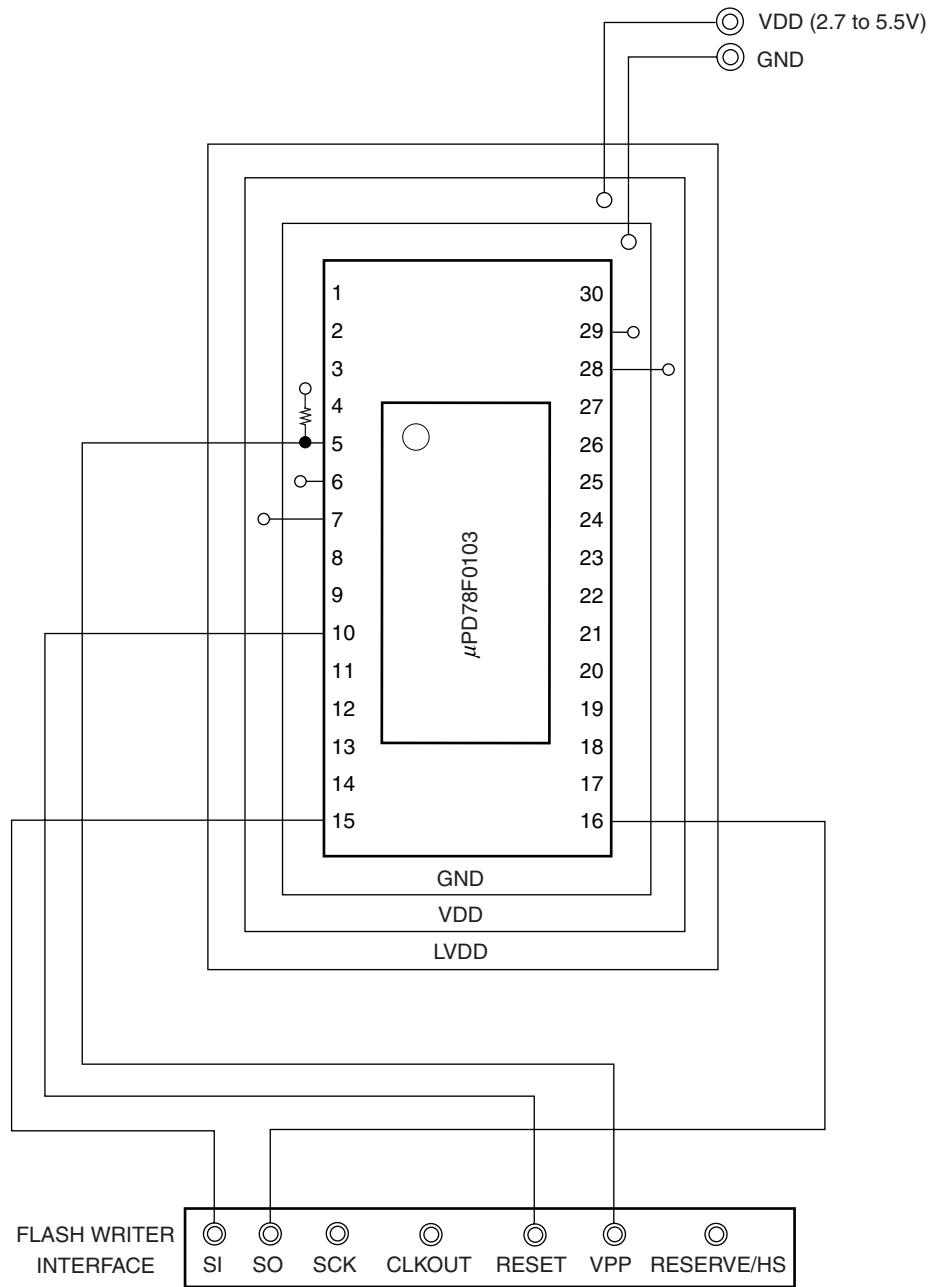 VDD (2.7 to 5.5V)
GND
1 30
2 29
3 28
4 27
5 26
6 25
7 24
8 23
9 22
10 21
11 20
12 19
13 18
14 17
15 16
μPD78F0103
GND
VDD
LVDD
FLASH WRITER
INTERFACE
SI SO SCK CLKOUT RESET VPP RESERVE/HS